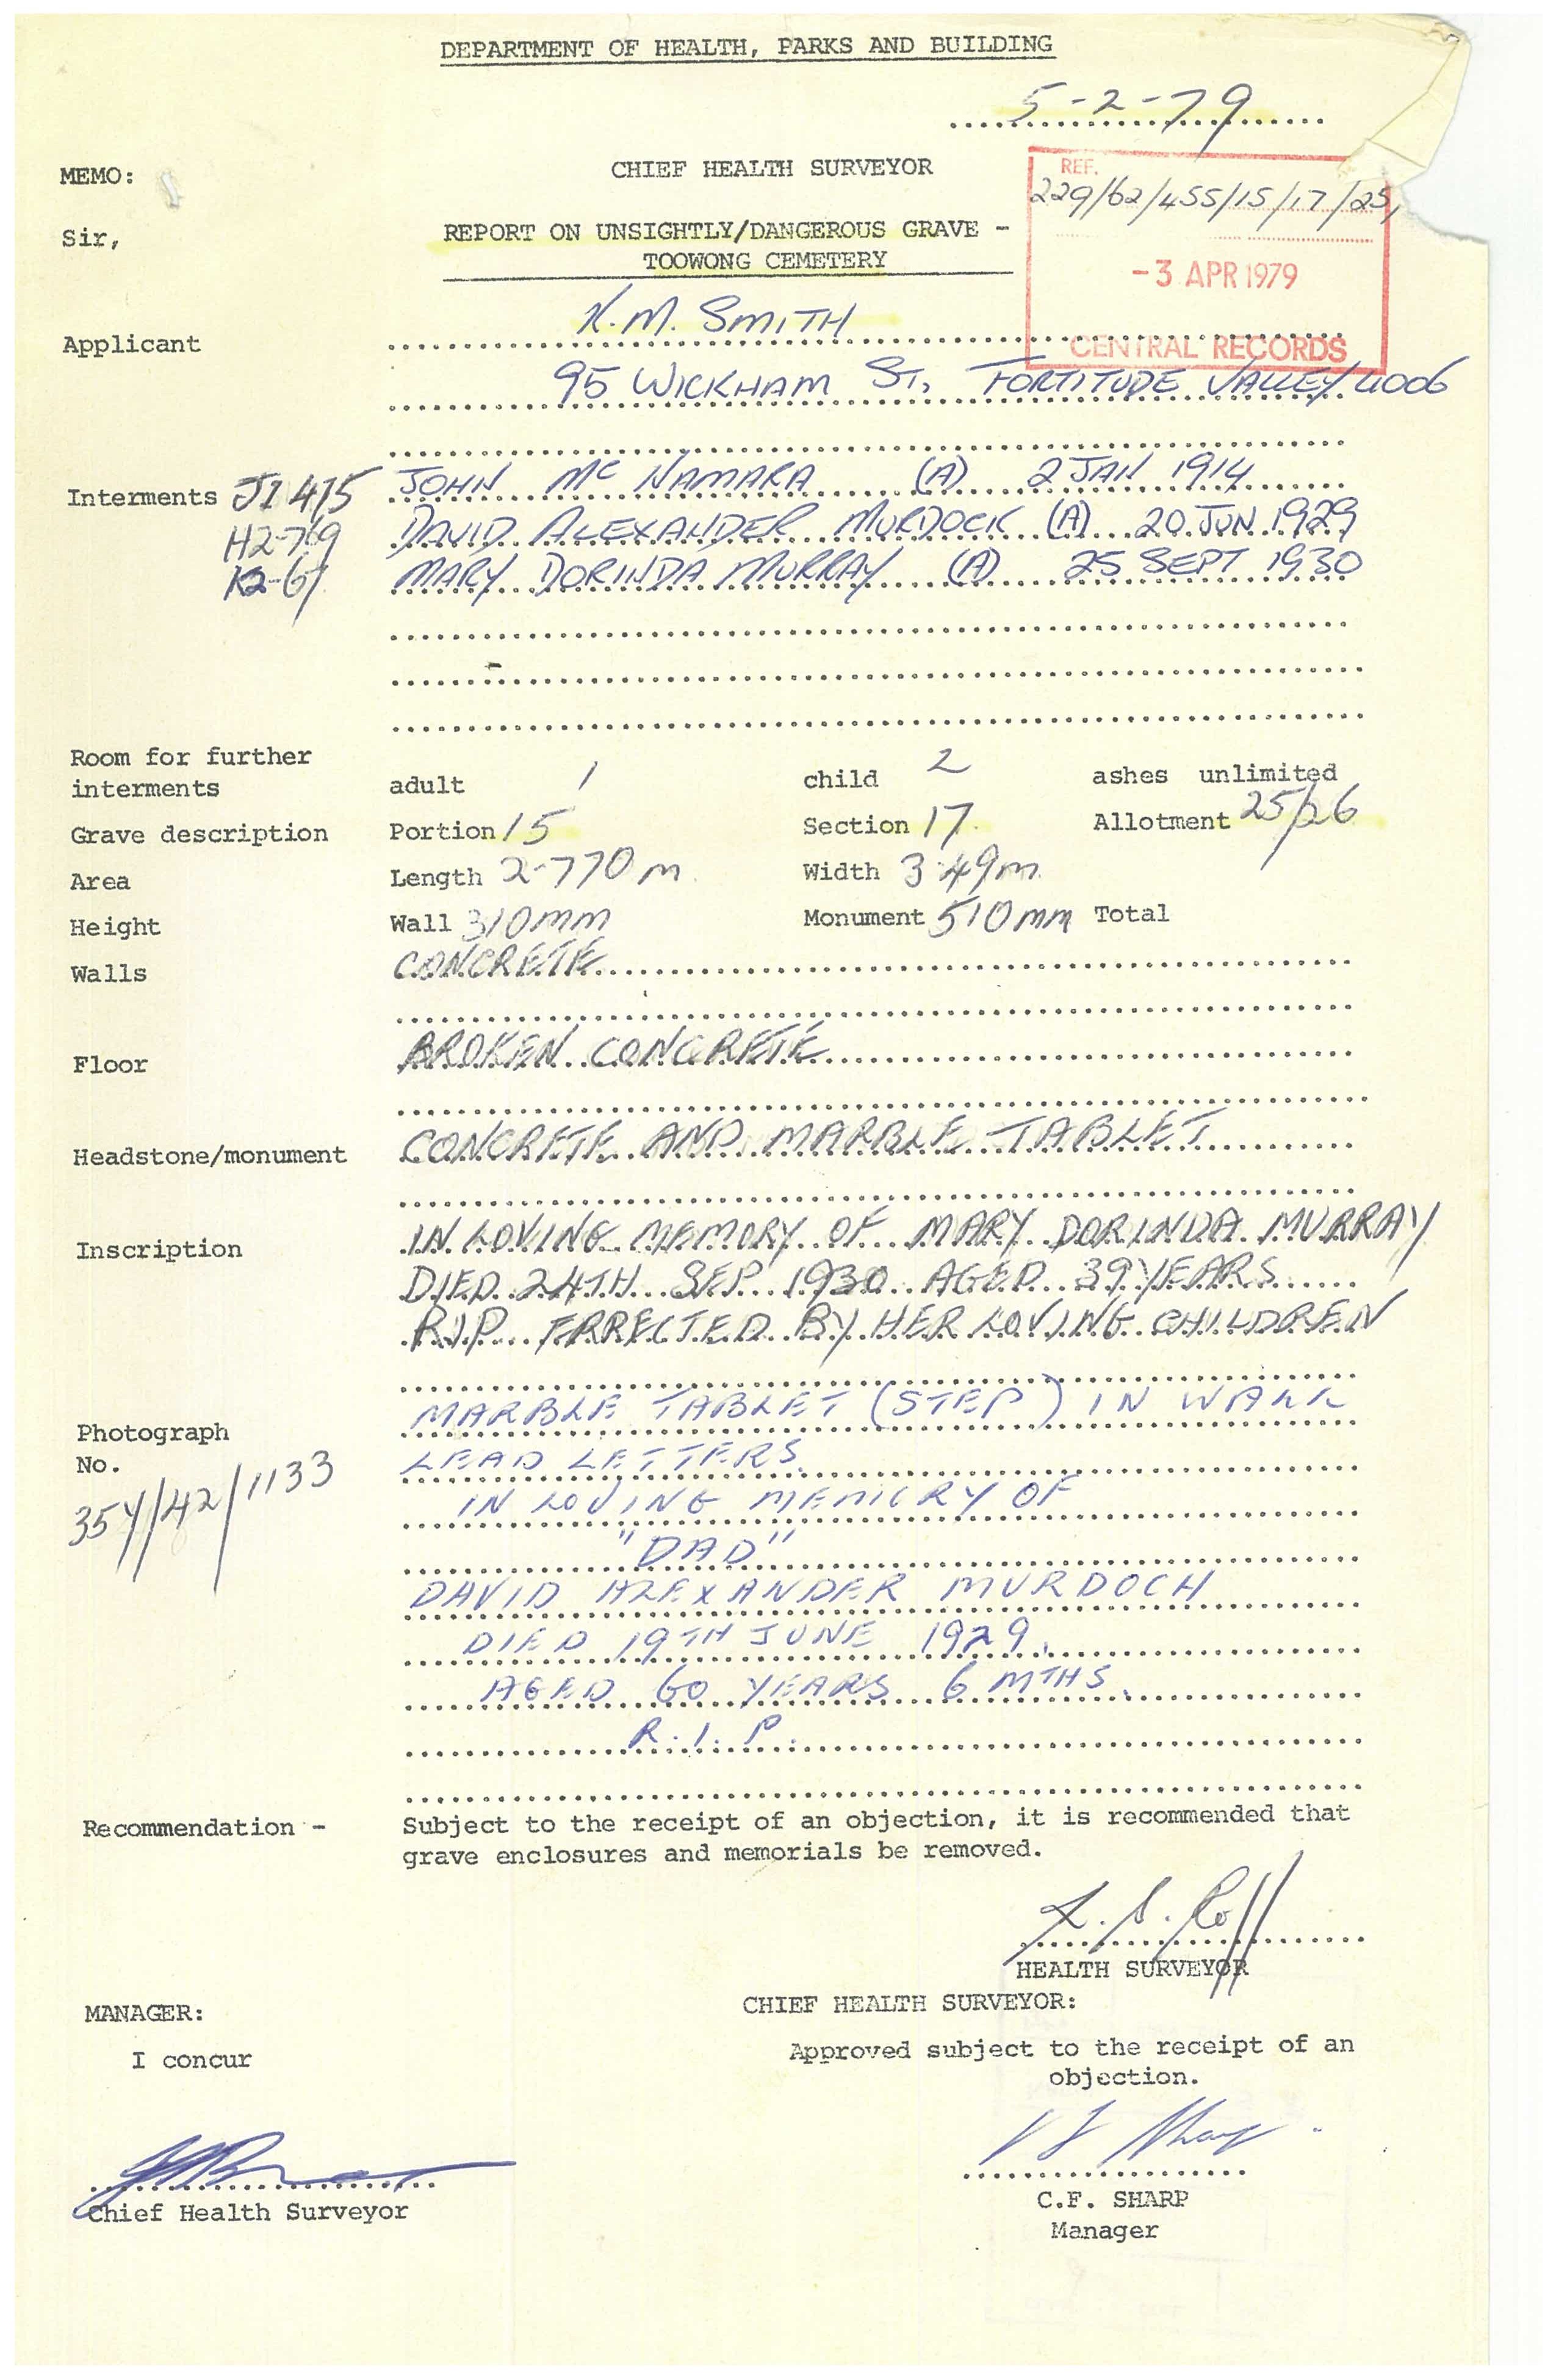 DEPARTMENT OF HEALTH, PARKS AND BUILDING
5-2-79
MEMO:
CHIEF HEALTH SURVEYOR
REF.
229/62/455/15/17/25,
Sir,
REPORT ON UNSIGHTLY/DANGEROUS GRAVE -
TOOWONG CEMETERY
-3 APR 1979
CENTRAL RECORDS
Applicant K.M. SMITH
95 WICKHAM ST, FORTITUDE VALLEY 4006
Interments J1 415 JOHN Mc NAMARA (A) 2 JAN 1914
H2-769 DAVID ALEXANDER MURDOCK (A) 20 JUN 1929
K2-67 MARY DORINDA MURRAY (A) 25 SEPT 1930
Room for further
interments adult 1 child 2 ashes unlimited
Grave description Portion 15 Section 17 Allotment 25/26
Area Length 2-770 m Width 3.49m
Height Wall 310mm Monument 510mm Total
Walls CONCRETE
Floor BROKEN CONCRETE
Headstone/monument CONCRETE AND MARBLE TABLET
Inscription IN LOVING MEMORY OF MARY DORINDA MURRAY
DIED 24TH SEP 1930 AGED 39 YEARS
R.I.P. ERRECTED BY HER LOVING CHILDREN
MARBLE TABLET (STEP) IN WALL
Photograph
No. LEAD LETTERS
354/42/1133
IN LOVING MEMORY OF
"DAD"
DAVID ALEXANDER MURDOCH
DIED 19TH JUNE 1929.
AGED 60 YEARS 6 MTHS.
R.I.P.
Recommendation - Subject to the receipt of an objection, it is recommended that
grave enclosures and memorials be removed.
HEALTH SURVEYOR
MANAGER:
CHIEF HEALTH SURVEYOR:
I concur
Approved subject to the receipt of an
objection.
Chief Health Surveyor
C.F. SHARP
Manager